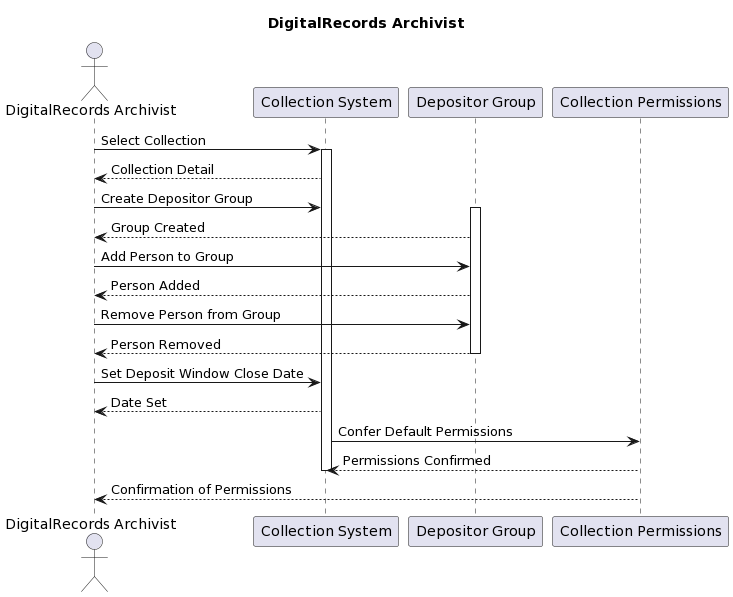 DigitalRecords Archivist
DigitalRecords Archivist
Collection System
Depositor Group
Collection Permissions
Select Collection
Collection Detail
Create Depositor Group
Group Created
Add Person to Group
Person Added
Remove Person from Group
Person Removed
Set Deposit Window Close Date
Date Set
Confer Default Permissions
Permissions Confirmed
Confirmation of Permissions
DigitalRecords Archivist
Collection System
Depositor Group
Collection Permissions